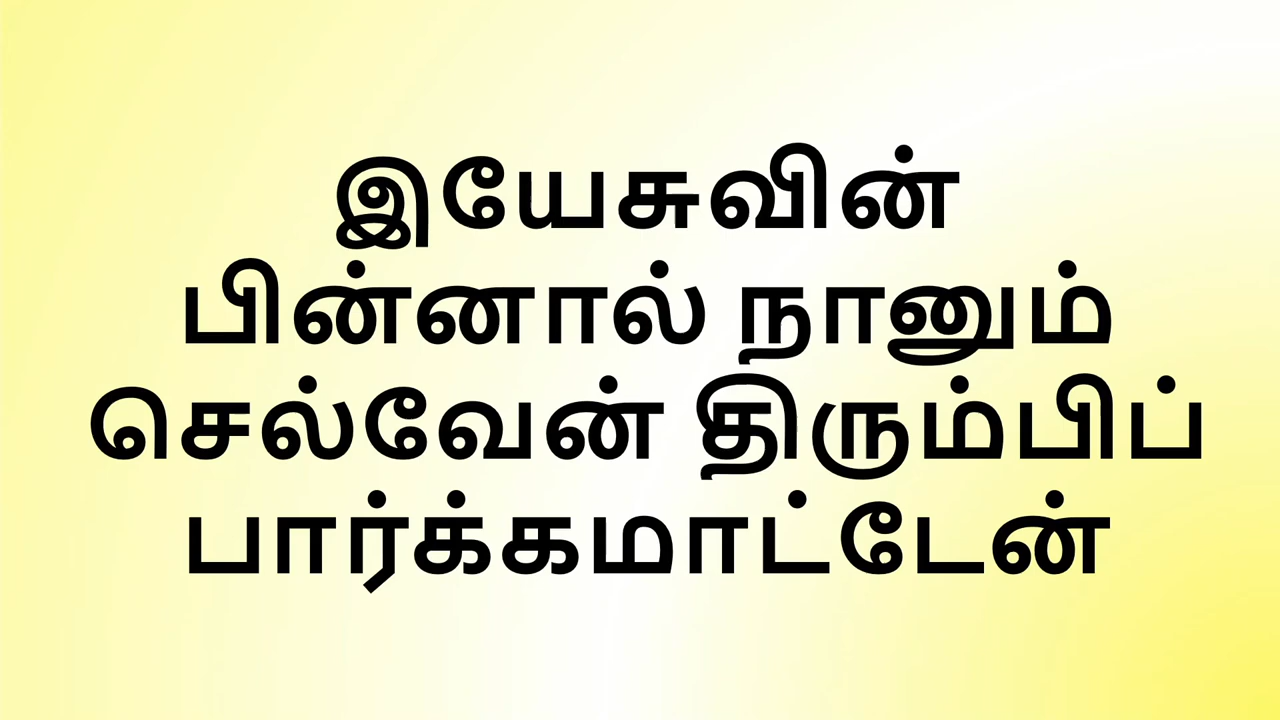 இயேசுவின்
பின்னால் நானும்
செல்வேன் திரும்பிப்
பார்க்கமாட்டேன்